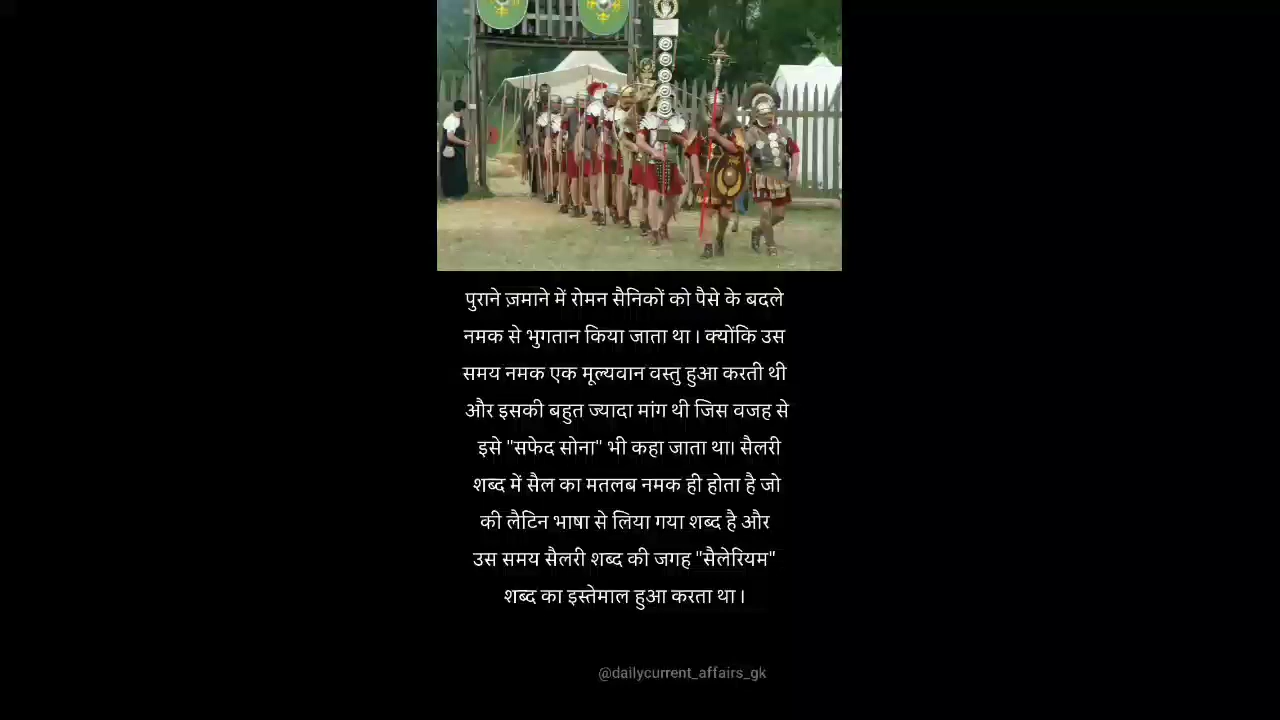 पुराने ज़माने में रोमन सैनिकों को पैसे के बदले
नमक से भुगतान किया जाता था । क्योंकि उस
समय नमक एक मूल्यवान वस्तु हुआ करती थी
और इसकी बहुत ज्यादा मांग थी जिस वजह से
इसे "सफेद सोना" भी कहा जाता था। सैलरी
शब्द में सैल का मतलब नमक ही होता है जो
की लैटिन भाषा से लिया गया शब्द है और
उस समय सैलरी शब्द की जगह "सैलेरियम"
शब्द का इस्तेमाल हुआ करता था ।
@dailycurrent_affairs_gk